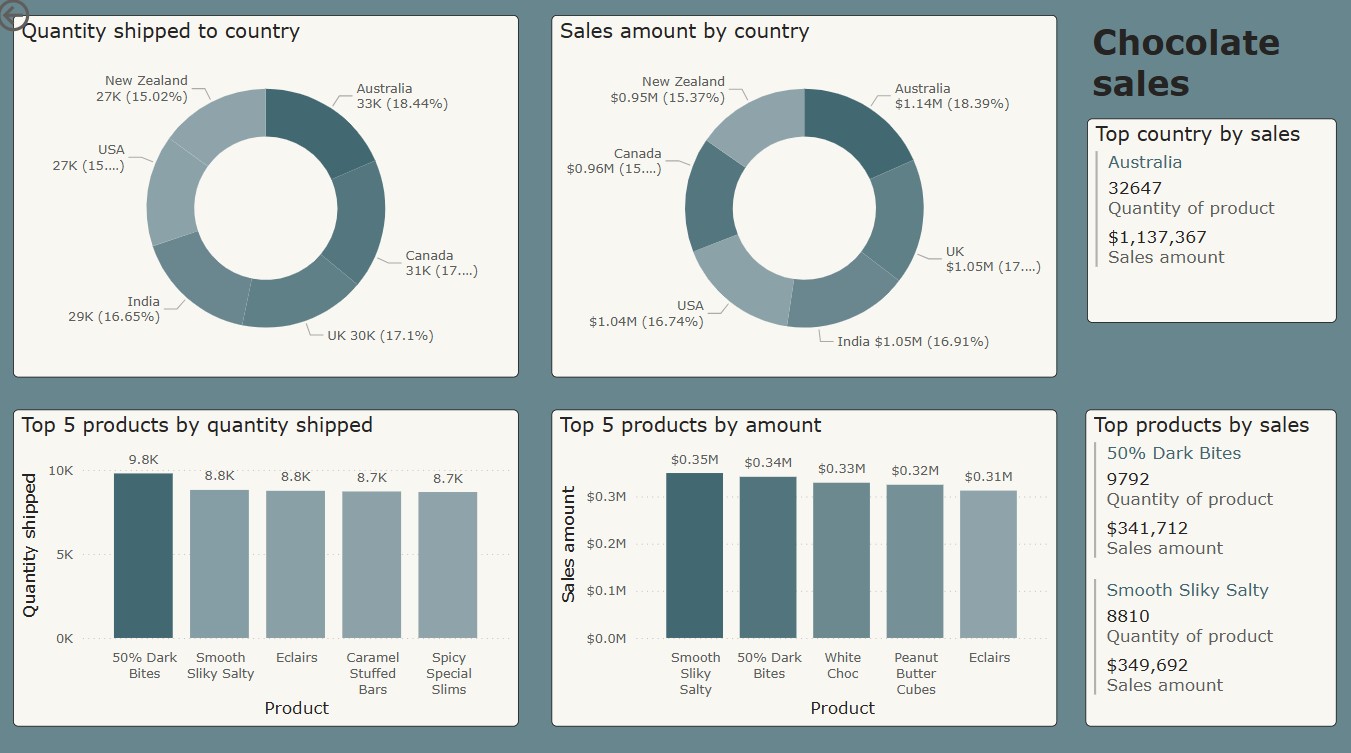 Quantity shipped to country
New Zealand
27K (15.02%)
Australia
33K (18.44%)
USA
27K (15....)
Canada
31K (17....)
India
29K (16.65%)
UK 30K (17.1%)
Sales amount by country
New Zealand
$0.95M (15.37%)
Australia
$1.14M (18.39%)
Canada
$0.96M (15....)
UK
$1.05M (17....)
USA
$1.04M (16.74%)
India $1.05M (16.91%)
Chocolate
sales
Top country by sales
Australia
32647
Quantity of product
$1,137,367
Sales amount
Top 5 products by quantity shipped
Quantity shipped
10K
5K
0K
9.8K
8.8K
8.8K
8.7K
8.7K
50% Dark
Bites
Smooth
Sliky Salty
Eclairs
Caramel
Stuffed
Bars
Spicy
Special
Slims
Product
Top 5 products by amount
Sales amount
$0.3M
$0.2M
$0.1M
$0.0M
$0.35M
$0.34M
$0.33M
$0.32M
$0.31M
Smooth
Sliky
Salty
50% Dark
Bites
White
Choc
Peanut
Butter
Cubes
Eclairs
Product
Top products by sales
50% Dark Bites
9792
Quantity of product
$341,712
Sales amount
Smooth Sliky Salty
8810
Quantity of product
$349,692
Sales amount